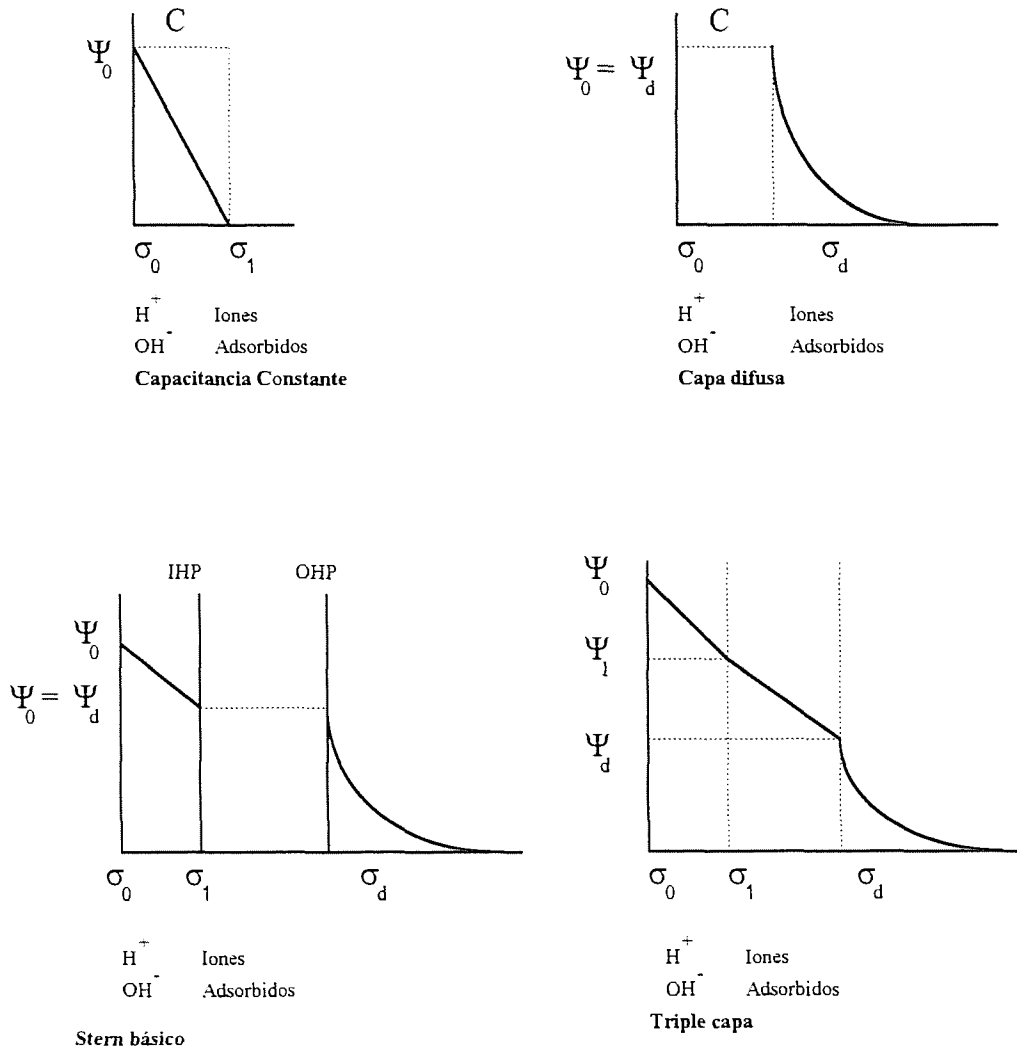 C
Ψ0
σ0 σ1
H+ Iones
OH- Adsorbidos
Capacitancia Constante
C
Ψ0 = Ψd
σ0 σd
H+ Iones
OH- Adsorbidos
Capa difusa
IHP OHP
Ψ0
Ψ0 = Ψd
σ0 σ1 σd
H+ Iones
OH- Adsorbidos
Stern básico
Ψ0
Ψ1
Ψd
σ0 σ1 σd
H+ Iones
OH- Adsorbidos
Triple capa